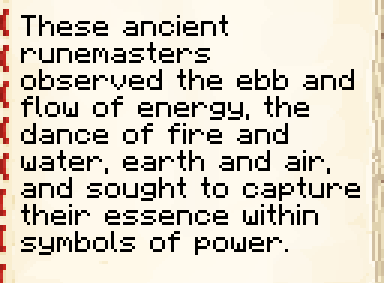 These ancient
runemasters
observed the ebb and
flow of energy, the
dance of fire and
water, earth and air,
and sought to capture
their essence within
symbols of power.